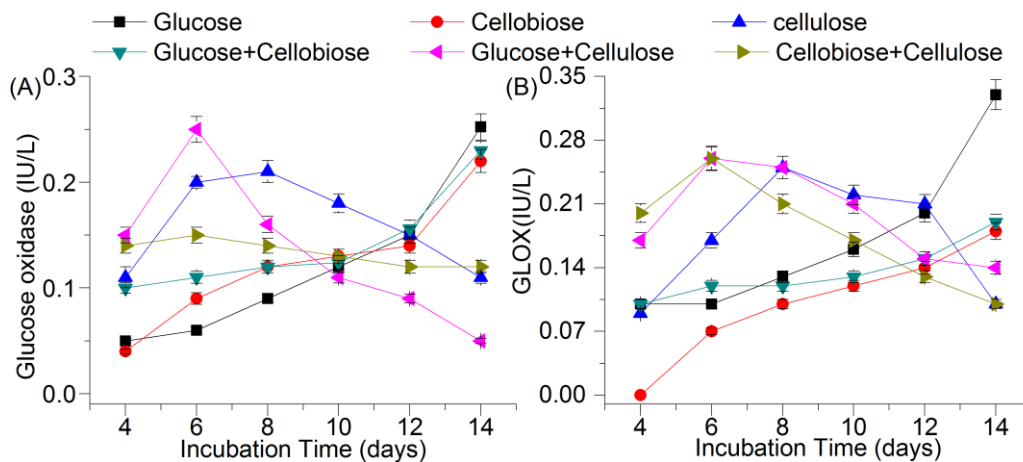 Glucose Cellobiose cellulose
Glucose+Cellobiose Glucose+Cellulose Cellobiose+Cellulose
(A)
Glucose oxidase (IU/L)
0.3
0.2
0.1
0.0
4 6 8 10 12 14
Incubation Time (days)
(B)
GLOX(IU/L)
0.35
0.28
0.21
0.14
0.07
0.00
4 6 8 10 12 14
Incubation Time (days)